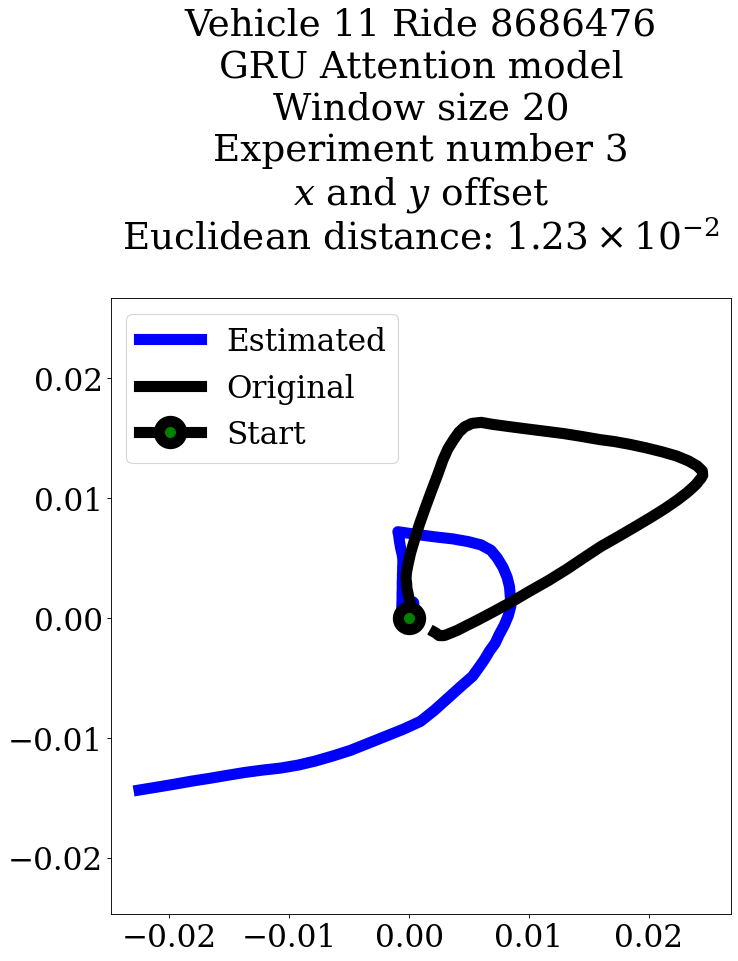 Vehicle 11 Ride 8686476
GRU Attention model
Window size 20
Experiment number 3
x and y offset
Euclidean distance: 1.23 × 10⁻²
Estimated
Original
Start
0.02
0.01
0.00
−0.01
−0.02
−0.02 −0.01 0.00 0.01 0.02